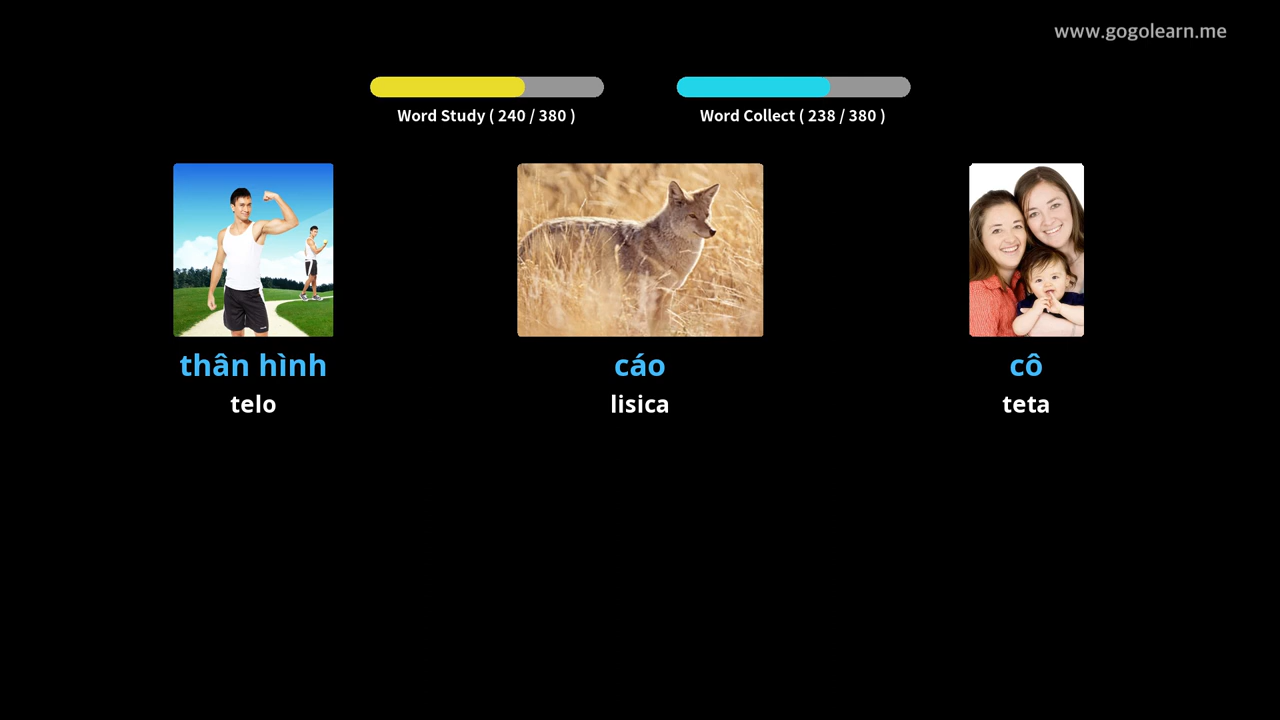 www.gogolearn.me
Word Study ( 240 / 380 )
Word Collect ( 238 / 380 )
thân hình
cáo
cô
telo
lisica
teta